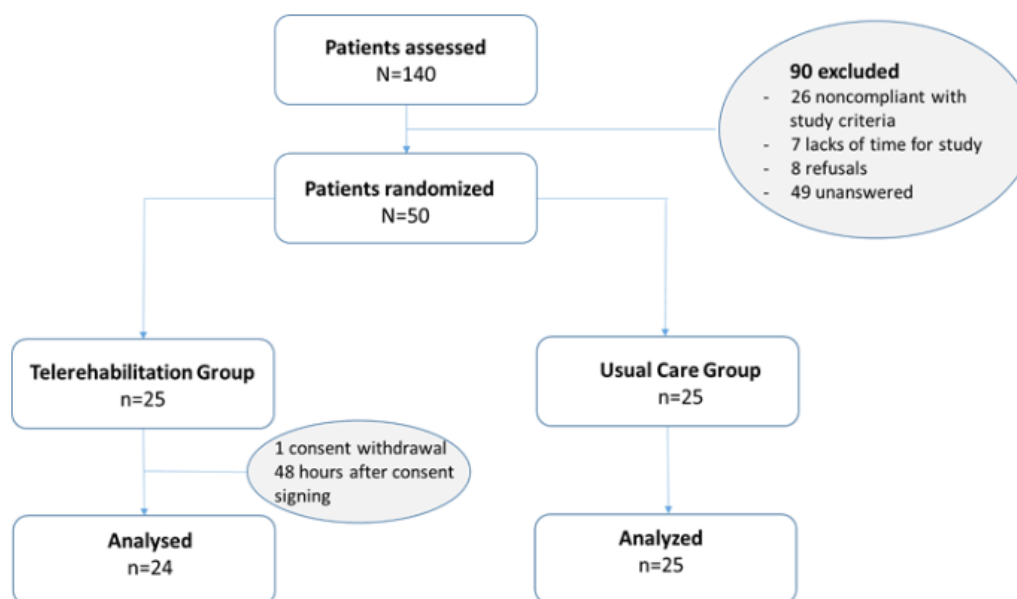 Patients assessed
N=140
90 excluded
- 26 noncompliant with
study criteria
- 7 lacks of time for study
- 8 refusals
- 49 unanswered
Patients randomized
N=50
Telerehabilitation Group
n=25
Usual Care Group
n=25
1 consent withdrawal
48 hours after consent
signing
Analysed
n=24
Analyzed
n=25